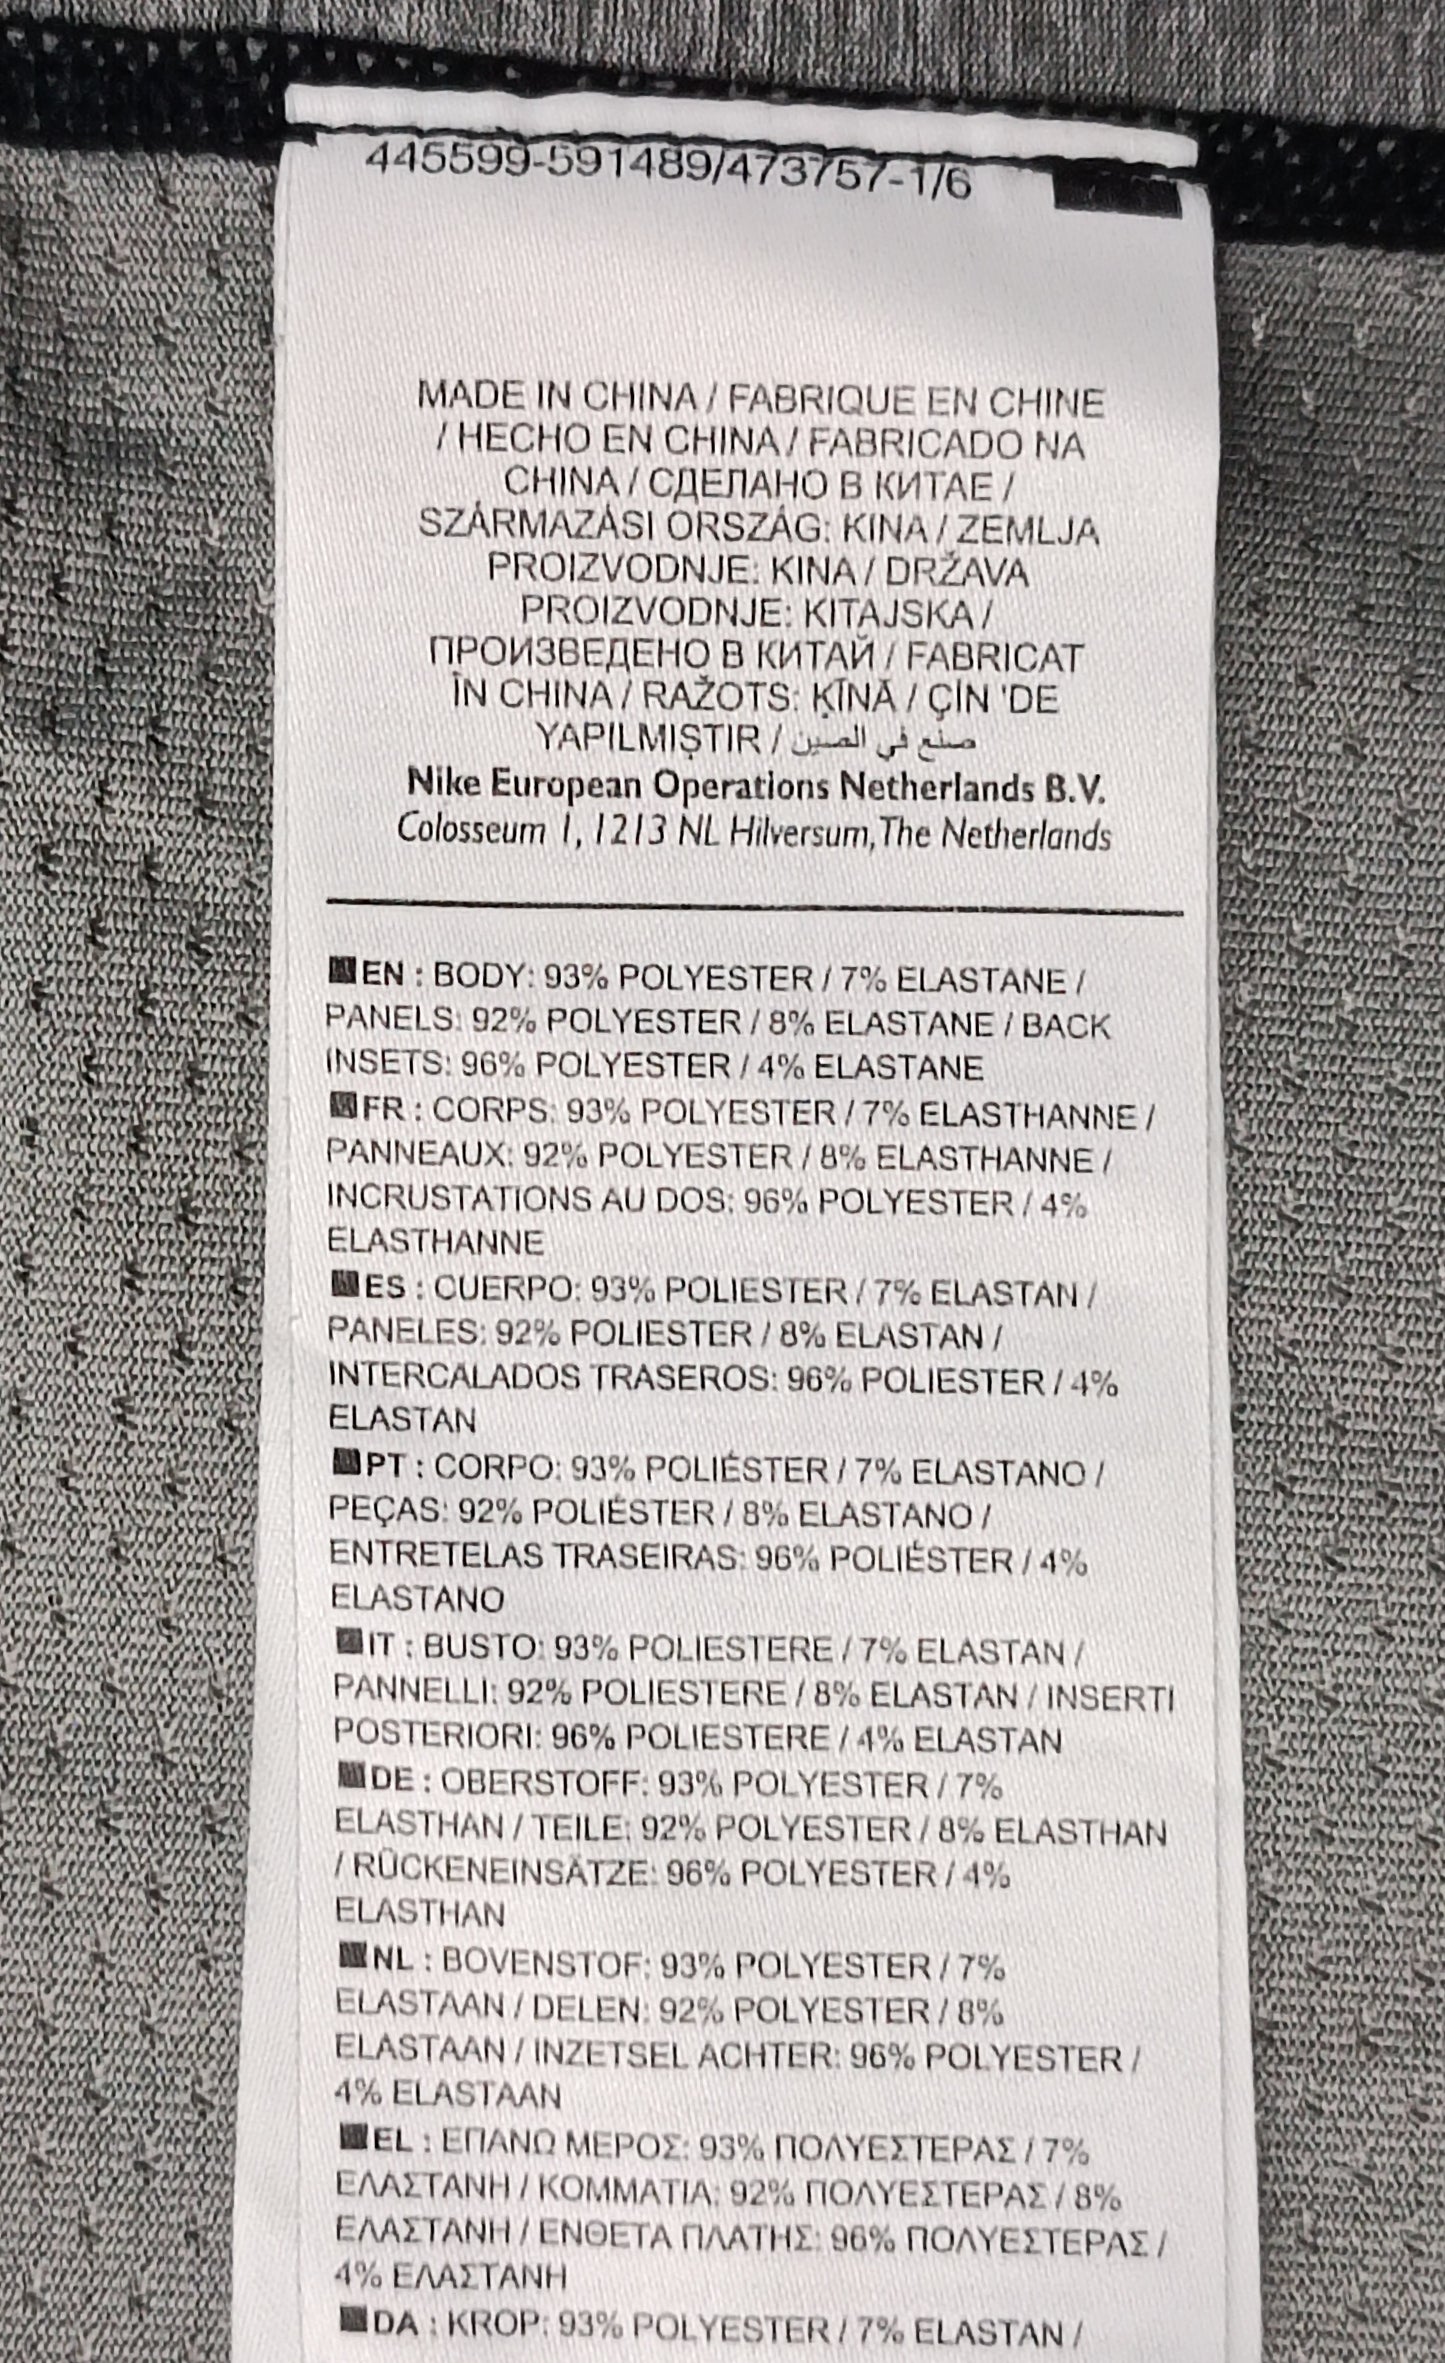 445599-591489/473757-1/6
MADE IN CHINA / FABRIQUE EN CHINE
/ HECHO EN CHINA / FABRICADO NA
CHINA / СДЕЛАНО В КИТАЕ /
SZÁRMAZÁSI ORSZÁG: KINA / ZEMLJA
PROIZVODNJE: KINA / DRŽAVA
PROIZVODNJE: KITAJSKA /
ПРОИЗВЕДЕНО В КИТАЙ / FABRICAT
ÎN CHINA / RAŽOTS: ĶĪNĀ / ÇİN 'DE
YAPILMIŞTIR / صنع في الصين
Nike European Operations Netherlands B.V.
Colosseum 1, 1213 NL Hilversum, The Netherlands
EN : BODY: 93% POLYESTER / 7% ELASTANE /
PANELS: 92% POLYESTER / 8% ELASTANE / BACK
INSETS: 96% POLYESTER / 4% ELASTANE
FR : CORPS: 93% POLYESTER / 7% ELASTHANNE /
PANNEAUX: 92% POLYESTER / 8% ELASTHANNE /
INCRUSTATIONS AU DOS: 96% POLYESTER / 4%
ELASTHANNE
ES : CUERPO: 93% POLIESTER / 7% ELASTAN /
PANELES: 92% POLIESTER / 8% ELASTAN /
INTERCALADOS TRASEROS: 96% POLIESTER / 4%
ELASTAN
PT : CORPO: 93% POLIÉSTER / 7% ELASTANO /
PEÇAS: 92% POLIÉSTER / 8% ELASTANO /
ENTRETELAS TRASEIRAS: 96% POLIÉSTER / 4%
ELASTANO
IT : BUSTO: 93% POLIESTERE / 7% ELASTAN /
PANNELLI: 92% POLIESTERE / 8% ELASTAN / INSERTI
POSTERIORI: 96% POLIESTERE / 4% ELASTAN
DE : OBERSTOFF: 93% POLYESTER / 7%
ELASTHAN / TEILE: 92% POLYESTER / 8% ELASTHAN
/ RÜCKENEINSÄTZE: 96% POLYESTER / 4%
ELASTHAN
NL : BOVENSTOF: 93% POLYESTER / 7%
ELASTAAN / DELEN: 92% POLYESTER / 8%
ELASTAAN / INZETSEL ACHTER: 96% POLYESTER /
4% ELASTAAN
EL : ΕΠΑΝΩ ΜΕΡΟΣ: 93% ΠΟΛΥΕΣΤΕΡΑΣ / 7%
ΕΛΑΣΤΑΝΗ / ΚΟΜΜΑΤΙΑ: 92% ΠΟΛΥΕΣΤΕΡΑΣ / 8%
ΕΛΑΣΤΑΝΗ / ΕΝΘΕΤΑ ΠΛΑΤΗΣ: 96% ΠΟΛΥΕΣΤΕΡΑΣ /
4% ΕΛΑΣΤΑΝΗ
DA : KROP: 93% POLYESTER / 7% ELASTAN /